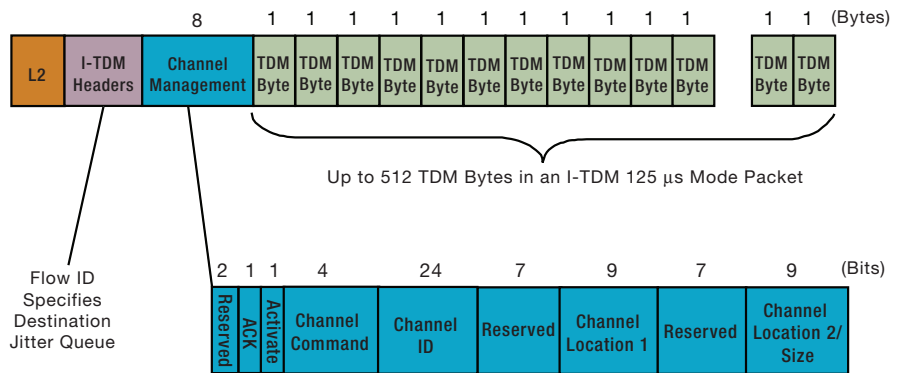 8 1 1 1 1 1 1 1 1 1 1 1 1 1 (Bytes)
L2
I-TDM
Headers
Channel
Management
TDM
Byte
TDM
Byte
TDM
Byte
TDM
Byte
TDM
Byte
TDM
Byte
TDM
Byte
TDM
Byte
TDM
Byte
TDM
Byte
TDM
Byte
TDM
Byte
TDM
Byte
Up to 512 TDM Bytes in an I-TDM 125 μs Mode Packet
Flow ID
Specifies
Destination
Jitter Queue
2 1 1 4 24 7 9 7 9 (Bits)
Reserved
ACK
Activate
Channel
Command
Channel
ID
Reserved
Channel
Location 1
Reserved
Channel
Location 2/
Size